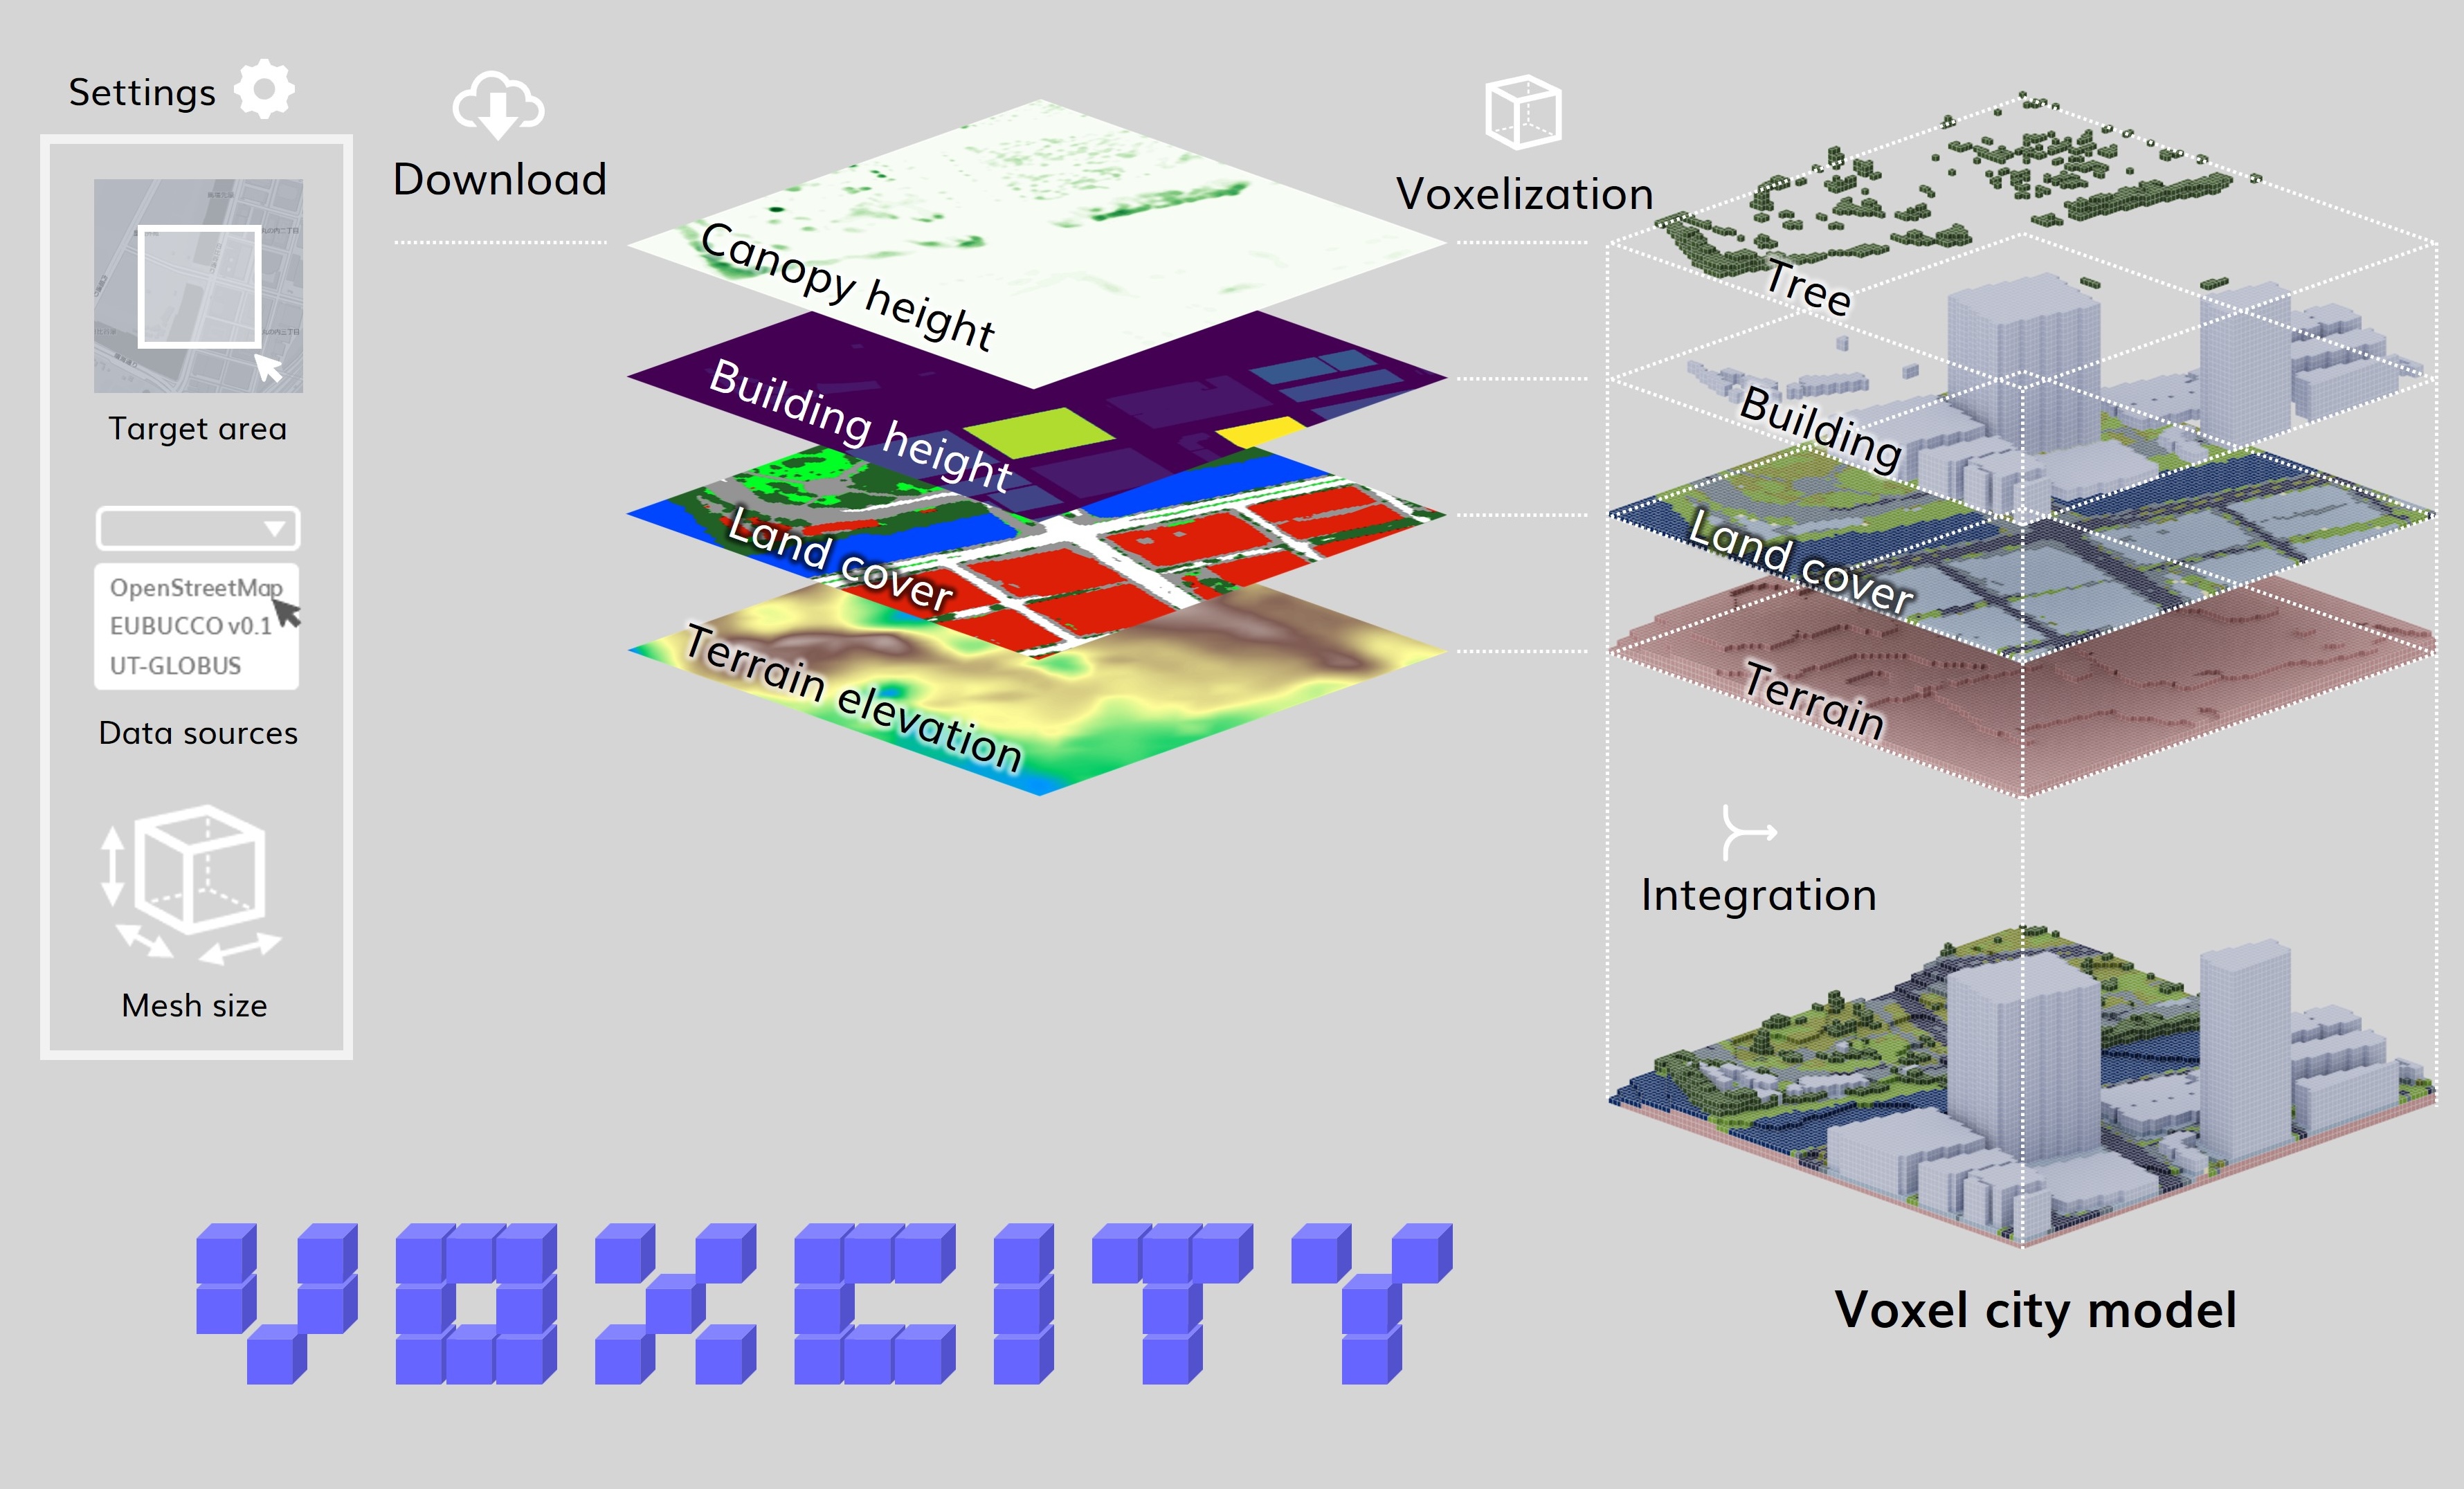 Settings
Target area
OpenStreetMap
EUBUCCO v0.1
UT-GLOBUS
Data sources
Mesh size
Download
Canopy height
Building height
Land cover
Terrain elevation
Voxelization
Tree
Building
Land cover
Terrain
Integration
Voxel city model
VOXCITY